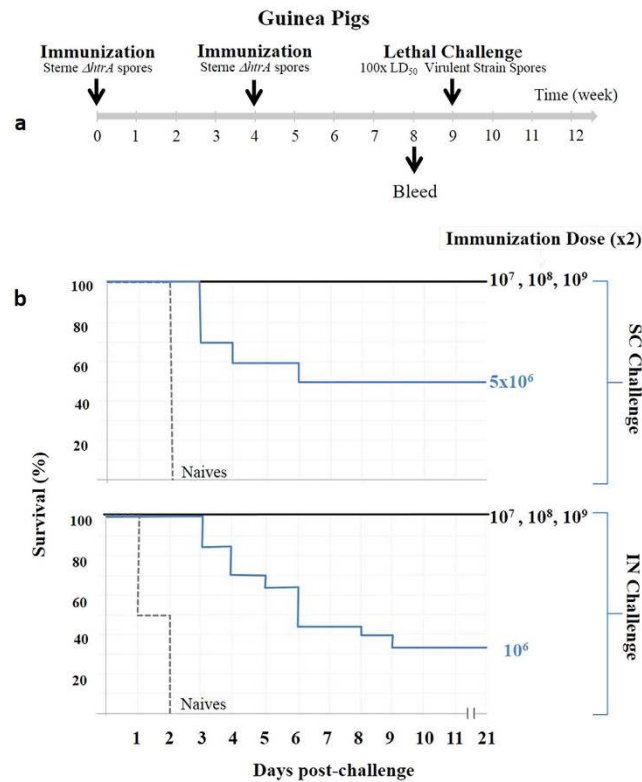 Guinea Pigs
Immunization Immunization Lethal Challenge
Sterne ΔhtrA spores Sterne ΔhtrA spores 100x LD₅₀ Virulent Strain Spores
Time (week)
a
0 1 2 3 4 5 6 7 8 9 10 11 12
Bleed
Immunization Dose (x2)
b
100
80
60
40
20
10⁷, 10⁸, 10⁹
5x10⁶
Naives
SC Challenge
Survival (%)
100
80
60
40
20
10⁷, 10⁸, 10⁹
10⁶
Naives
IN Challenge
1 2 3 4 5 6 7 8 9 10 11 21
Days post-challenge